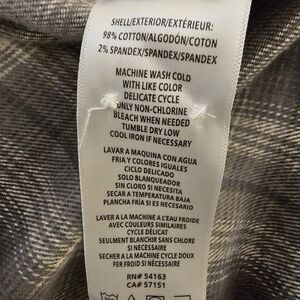 SHELL/EXTERIOR/EXTÉRIEUR:
98% COTTON/ALGODÓN/COTON
2% SPANDEX/SPANDEX/SPANDEX
MACHINE WASH COLD
WITH LIKE COLOR
DELICATE CYCLE
ONLY NON-CHLORINE
BLEACH WHEN NEEDED
TUMBLE DRY LOW
COOL IRON IF NECESSARY
LAVAR A MAQUINA CON AGUA
FRIA Y COLORES IGUALES
CICLO DELICADO
SOLO BLANQUEADOR
SIN CLORO SI NECESITA
SECAR A TEMPERATURA BAJA
PLANCHA FRÍA SI ES NECESARIO
LAVER A LA MACHINE A L'EAU FROIDE
AVEC COULEURS SIMILAIRES
CYCLE DÉLICAT
SEULMENT BLANCHIR SANS CHLORE
SI NÉCESSAIRE
SECHER A LA MACHINE CYCLE DOUX
FER FROID SI NÉCESSAIRE
RN# 54163
CA# 57151